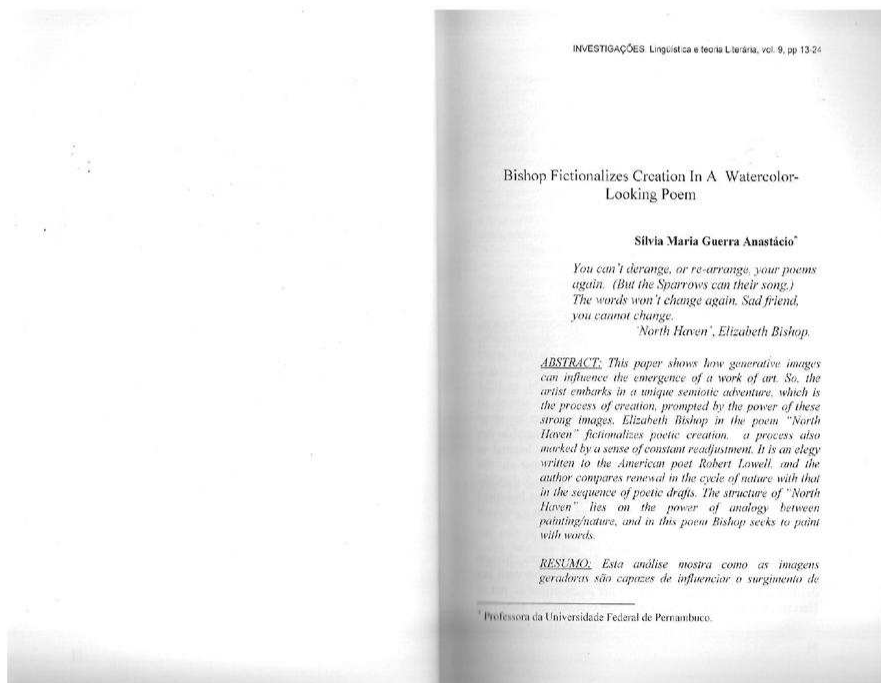 INVESTIGAÇÕES. Lingüística e teoria Literária, vol. 9, pp 13-24
Bishop Fictionalizes Creation In A Watercolor-
Looking Poem
Sílvia Maria Guerra Anastácio*
You can't derange, or re-arrange, your poems
again. (But the Sparrows can their song.)
The words won't change again. Sad friend,
you cannot change.
'North Haven', Elizabeth Bishop.
ABSTRACT: This paper shows how generative images
can influence the emergence of a work of art. So, the
artist embarks in a unique semiotic adventure, which is
the process of creation, prompted by the power of these
strong images. Elizabeth Bishop in the poem "North
Haven" fictionalizes poetic creation, a process also
marked by a sense of constant readjustment. It is an elegy
written to the American poet Robert Lowell, and the
author compares renewal in the cycle of nature with that
in the sequence of poetic drafts. The structure of "North
Haven" lies on the power of analogy between
painting/nature, and in this poem Bishop seeks to paint
with words.
RESUMO: Esta análise mostra como as imagens
geradoras são capazes de influenciar o surgimento de
* Professora da Universidade Federal de Pernambuco.